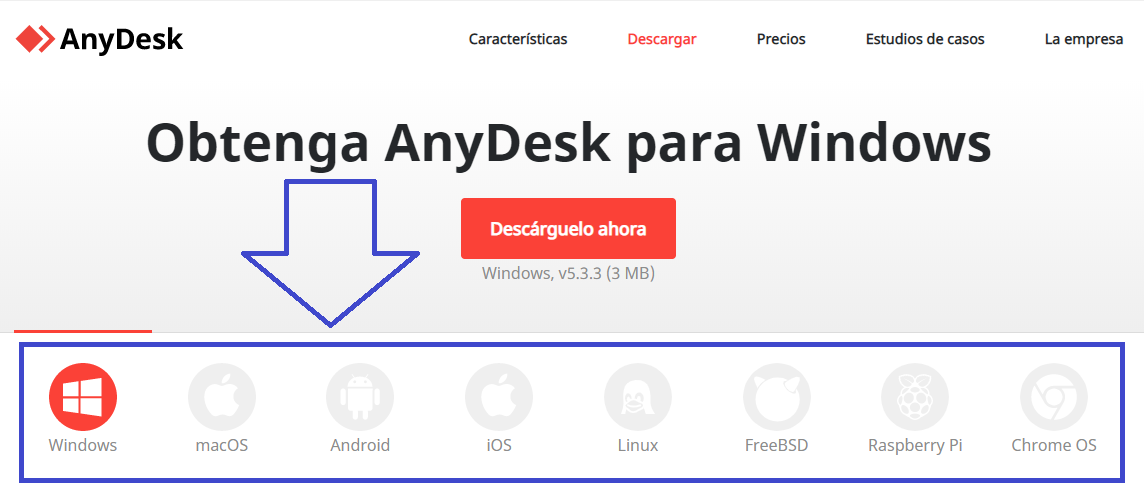 AnyDesk
Características Descargar Precios Estudios de casos La empresa
Obtenga AnyDesk para Windows
Descárguelo ahora
Windows, v5.3.3 (3 MB)
Windows macOS Android iOS Linux FreeBSD Raspberry Pi Chrome OS